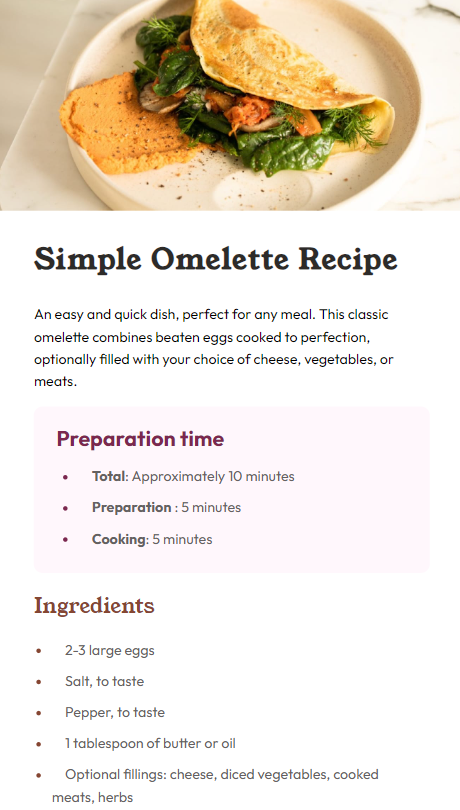 Simple Omelette Recipe
An easy and quick dish, perfect for any meal. This classic
omelette combines beaten eggs cooked to perfection,
optionally filled with your choice of cheese, vegetables, or
meats.
Preparation time
• Total: Approximately 10 minutes
• Preparation : 5 minutes
• Cooking: 5 minutes
Ingredients
• 2-3 large eggs
• Salt, to taste
• Pepper, to taste
• 1 tablespoon of butter or oil
• Optional fillings: cheese, diced vegetables, cooked
meats, herbs